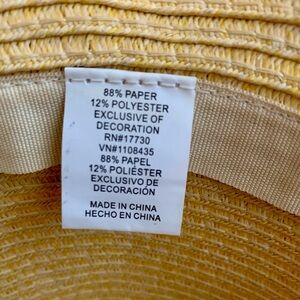 88% PAPER
12% POLYESTER
EXCLUSIVE OF
DECORATION
RN#17730
VN#1108435
88% PAPEL
12% POLIÉSTER
EXCLUSIVO DE
DECORACIÓN
MADE IN CHINA
HECHO EN CHINA